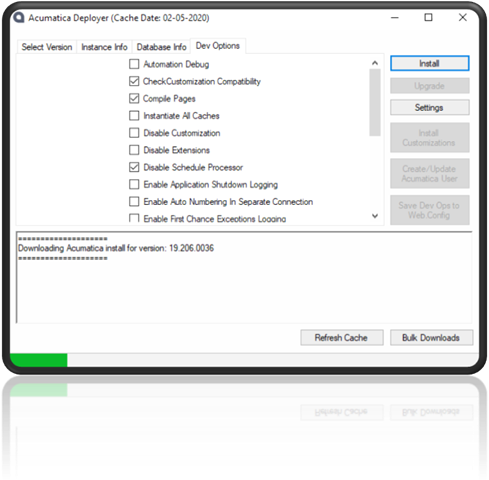 Acumatica Deployer (Cache Date: 02-05-2020)
Select Version Instance Info Database Info Dev Options
Automation Debug
CheckCustomization Compatibility
Compile Pages
Instantiate All Caches
Disable Customization
Disable Extensions
Disable Schedule Processor
Enable Application Shutdown Logging
Enable Auto Numbering In Separate Connection
Enable First Chance Exceptions Logging
Install
Upgrade
Settings
Install
Customizations
Create/Update
Acumatica User
Save Dev Ops to
Web.Config
====================
Downloading Acumatica install for version: 19.206.0036
====================
Refresh Cache Bulk Downloads